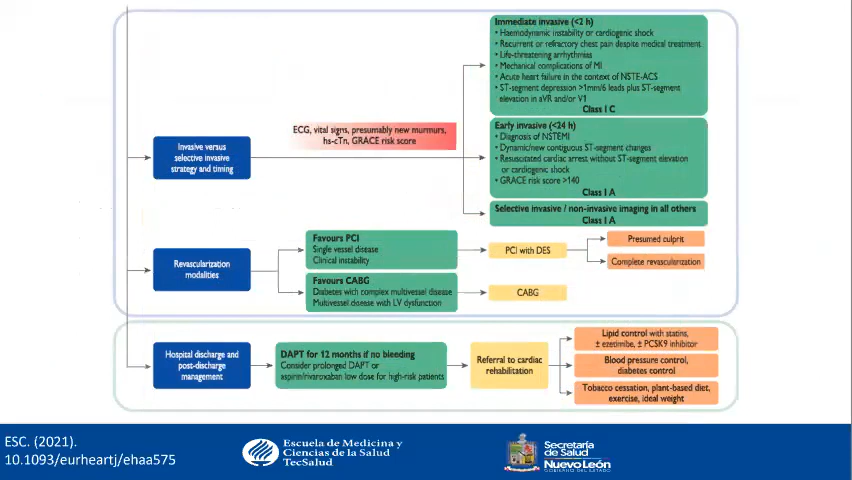 Immediate invasive (<2 h)
• Haemodynamic instability or cardiogenic shock
• Recurrent or refractory chest pain despite medical treatment
• Life-threatening arrhythmias
• Mechanical complications of MI
• Acute heart failure in the context of NSTE-ACS
• ST-segment depression >1mm/6 leads plus ST-segment
elevation in aVR and/or V1
Class I C
Invasive versus
selective invasive
strategy and timing
ECG, vital signs, presumably new murmurs,
hs-cTn, GRACE risk score
Early invasive (<24 h)
• Diagnosis of NSTEMI
• Dynamic/new contiguous ST-segment changes
• Resuscitated cardiac arrest without ST-segment elevation
or cardiogenic shock
• GRACE risk score >140
Class I A
Selective invasive / non-invasive imaging in all others
Class I A
Revascularization
modalities
Favours PCI
Single vessel disease
Clinical instability
PCI with DES
Presumed culprit
Complete revascularization
Favours CABG
Diabetes with complex multivessel disease
Multivessel disease with LV dysfunction
CABG
Hospital discharge and
post-discharge
management
DAPT for 12 months if no bleeding
Consider prolonged DAPT or
aspirin/rivaroxaban low dose for high-risk patients
Referral to cardiac
rehabilitation
Lipid control with statins,
± ezetimibe, ± PCSK9 inhibitor
Blood pressure control,
diabetes control
Tobacco cessation, plant-based diet,
exercise, ideal weight
ESC. (2021).
10.1093/eurheartj/ehaa575
Escuela de Medicina y
Ciencias de la Salud
TecSalud
Secretaría
de Salud
Nuevo León
GOBIERNO DEL ESTADO